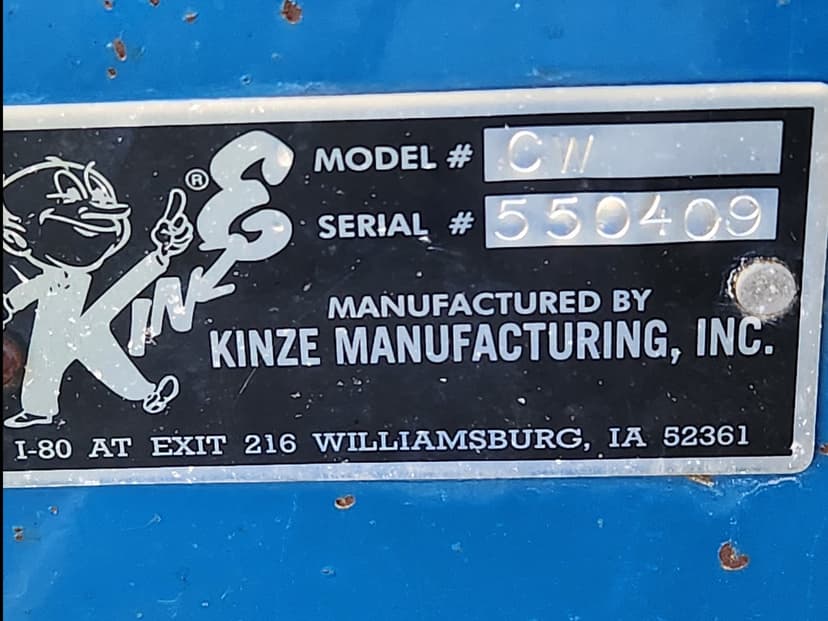 KINZE®
MODEL # CW
SERIAL # 550409
MANUFACTURED BY
KINZE MANUFACTURING, INC.
I-80 AT EXIT 216 WILLIAMSBURG, IA 52361